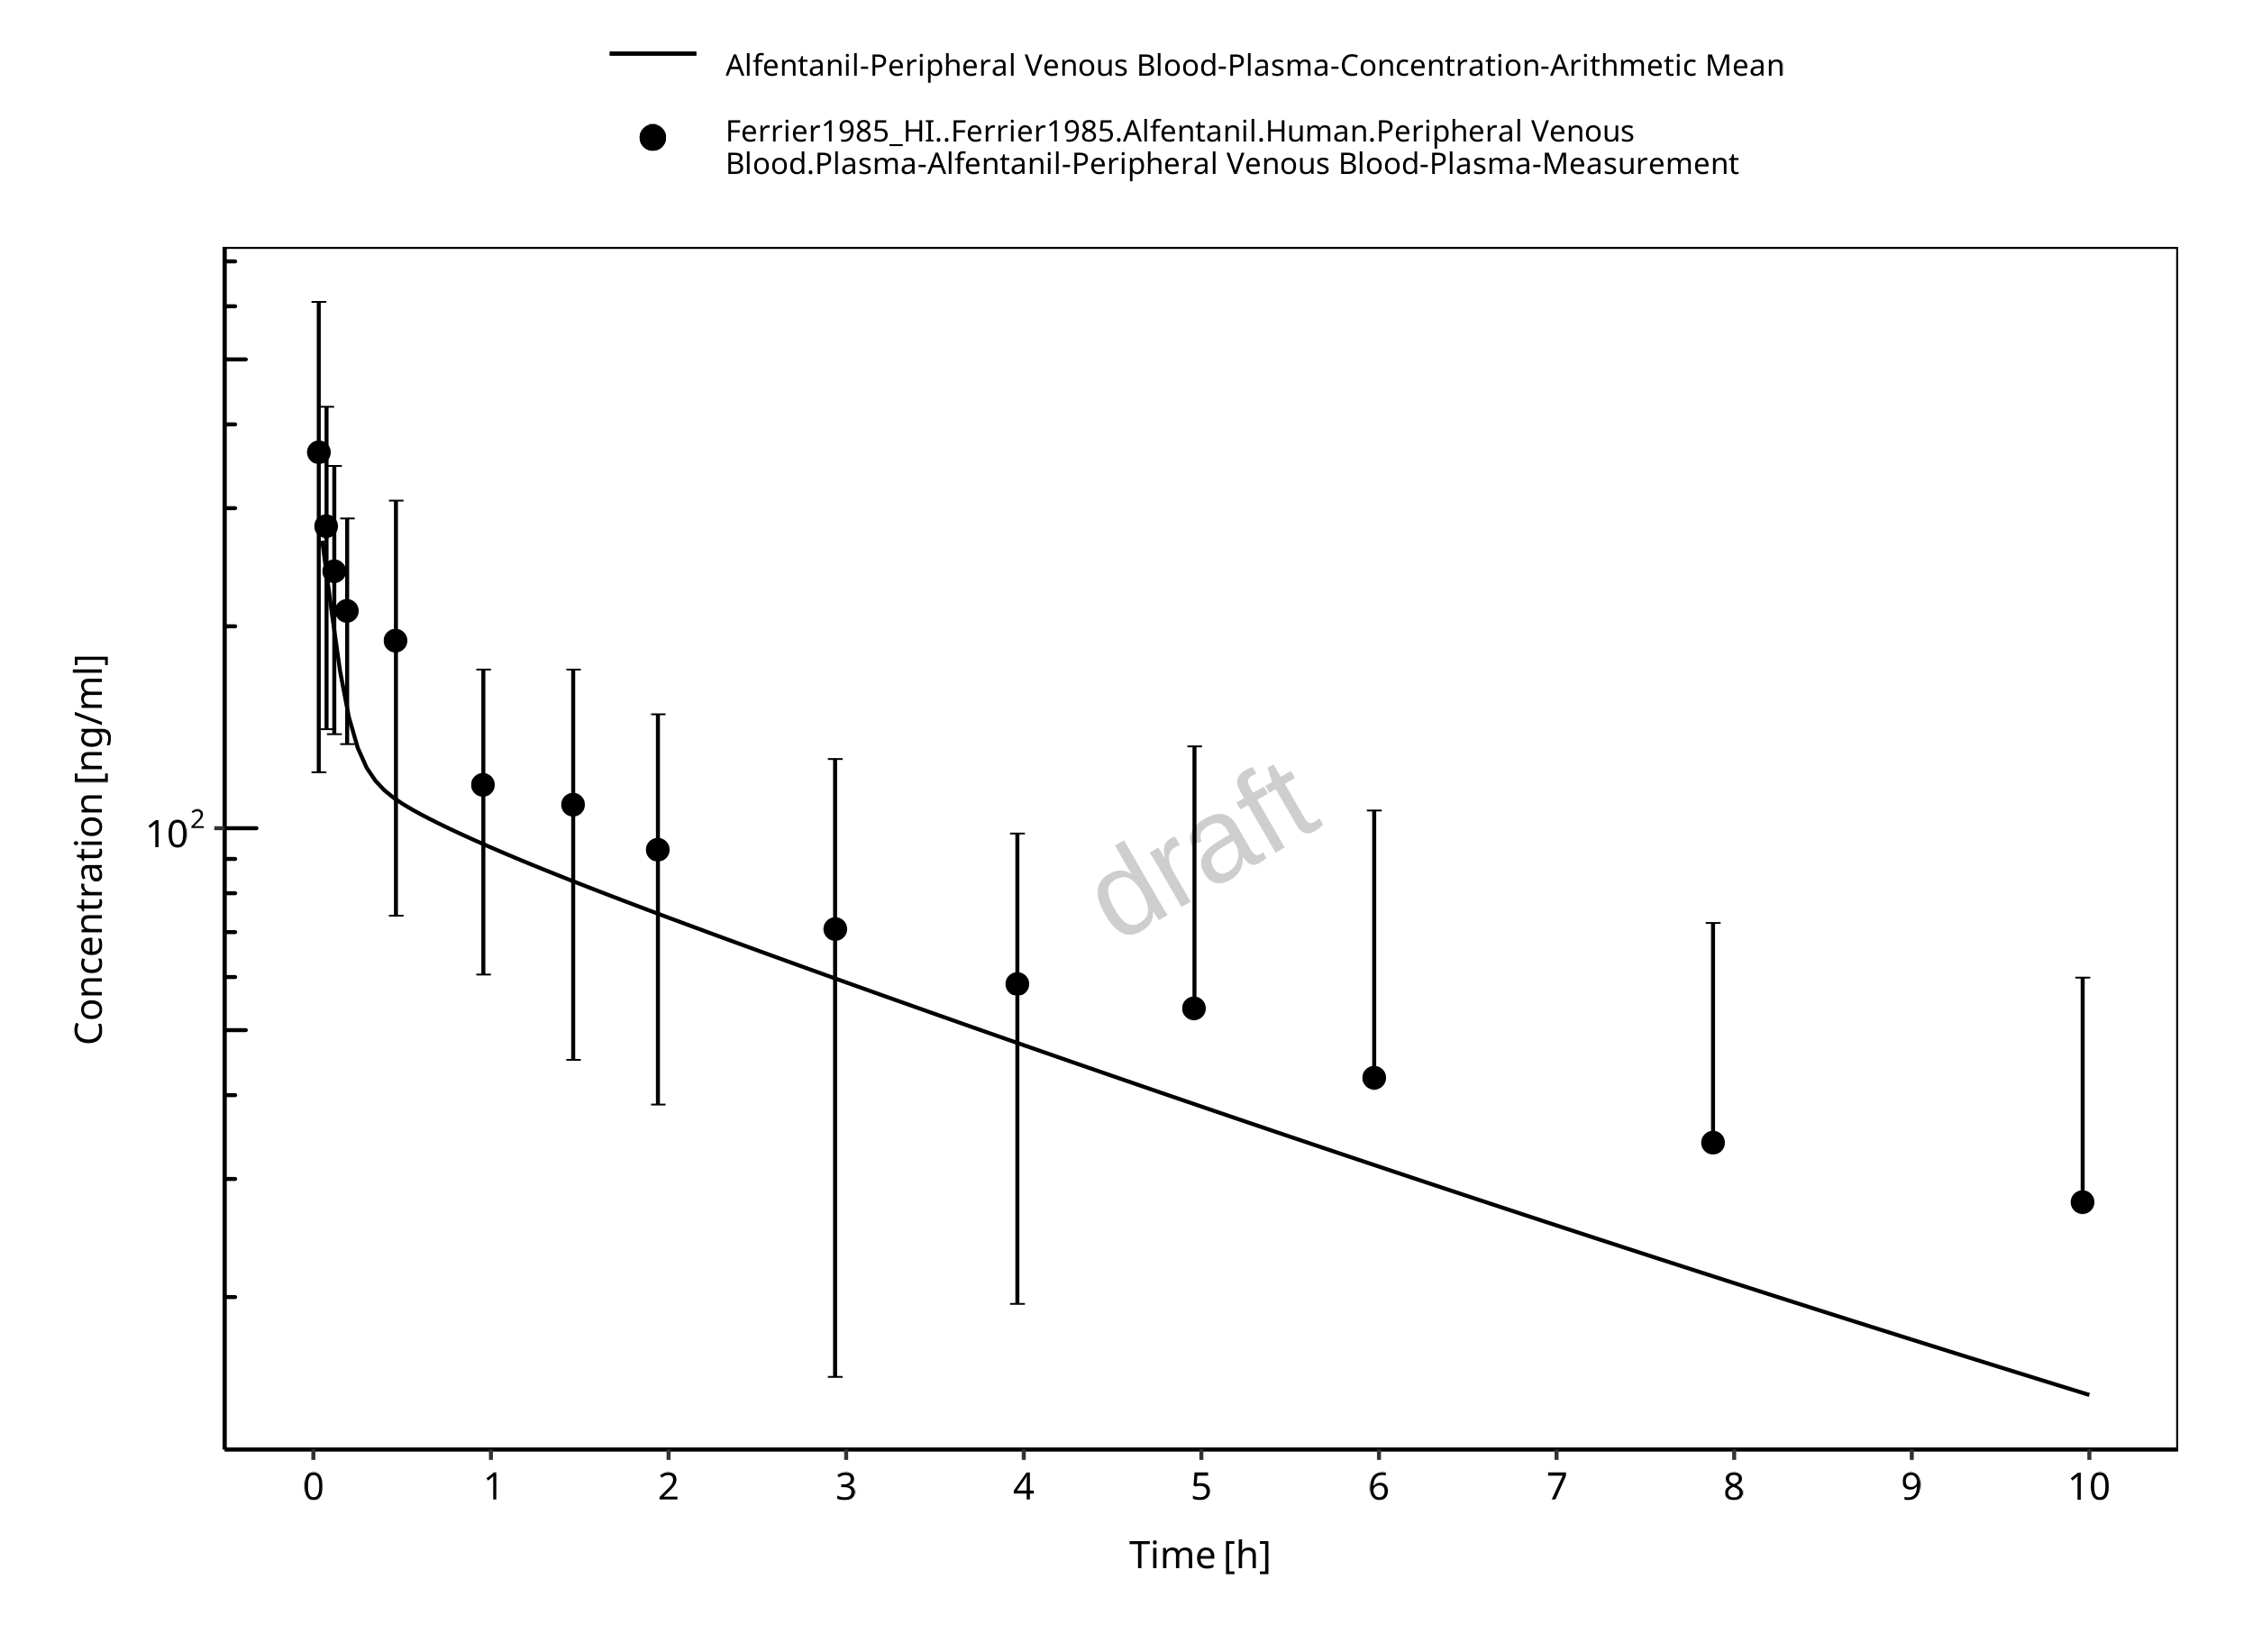 Alfentanil-Peripheral Venous Blood-Plasma-Concentration-Arithmetic Mean
Ferrier1985_HI..Ferrier1985.Alfentanil.Human.Peripheral Venous
Blood.Plasma-Alfentanil-Peripheral Venous Blood-Plasma-Measurement
Concentration [ng/ml]
10²
draft
0 1 2 3 4 5 6 7 8 9 10
Time [h]